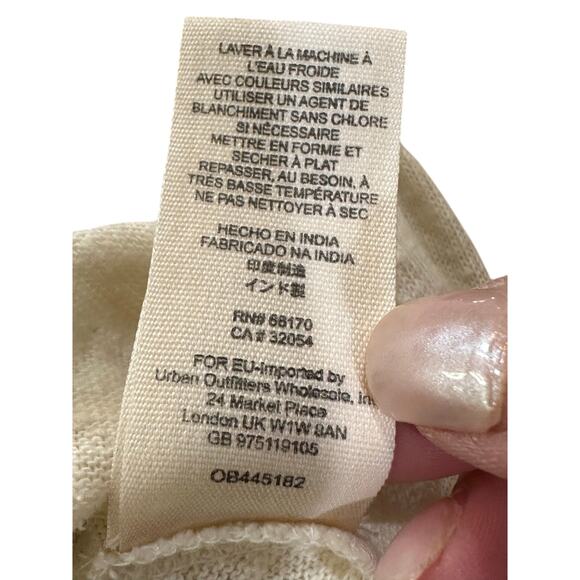 LAVER À LA MACHINE À
L'EAU FROIDE
AVEC COULEURS SIMILAIRES
UTILISER UN AGENT DE
BLANCHIMENT SANS CHLORE
SI NÉCESSAIRE
METTRE EN FORME ET
SECHER À PLAT
REPASSER, AU BESOIN, À
TRÈS BASSE TEMPÉRATURE
NE PAS NETTOYER À SEC
HECHO EN INDIA
FABRICADO NA INDIA
印度制造
インド製
RN# 66170
CA # 32054
FOR EU-Imported by
Urban Outfitters Wholesale, Inc
24 Market Place
London UK W1W 8AN
GB 975119105
OB445182